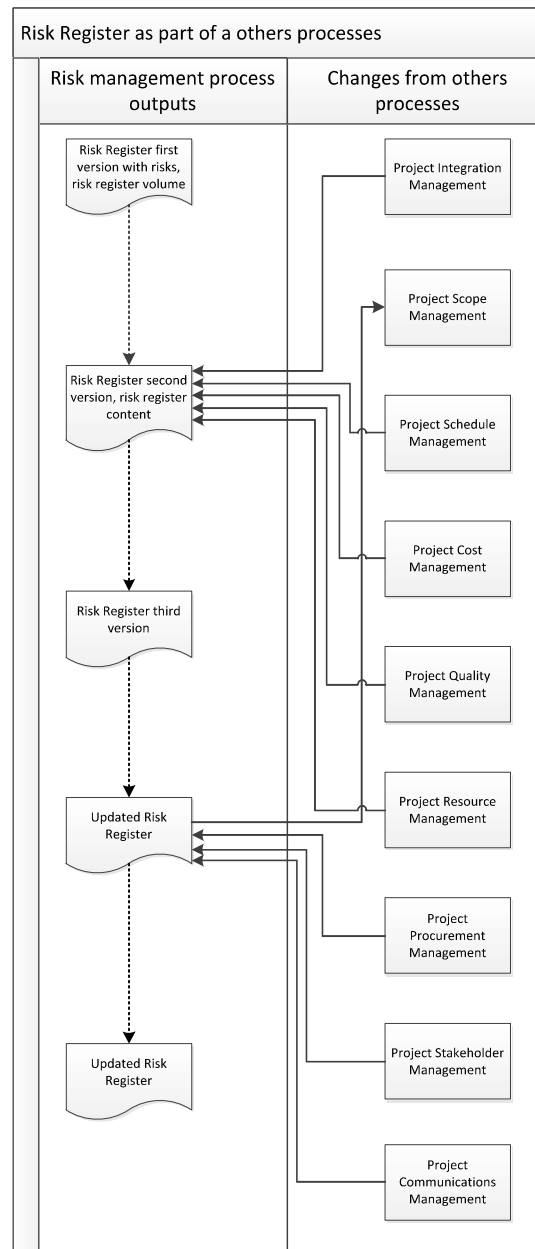 Risk Register as part of a others processes
Risk management process
outputs
Changes from others
processes
Risk Register first
version with risks,
risk register volume
Risk Register second
version, risk register
content
Risk Register third
version
Updated Risk
Register
Updated Risk
Register
Project Integration
Management
Project Scope
Management
Project Schedule
Management
Project Cost
Management
Project Quality
Management
Project Resource
Management
Project
Procurement
Management
Project Stakeholder
Management
Project
Communications
Management